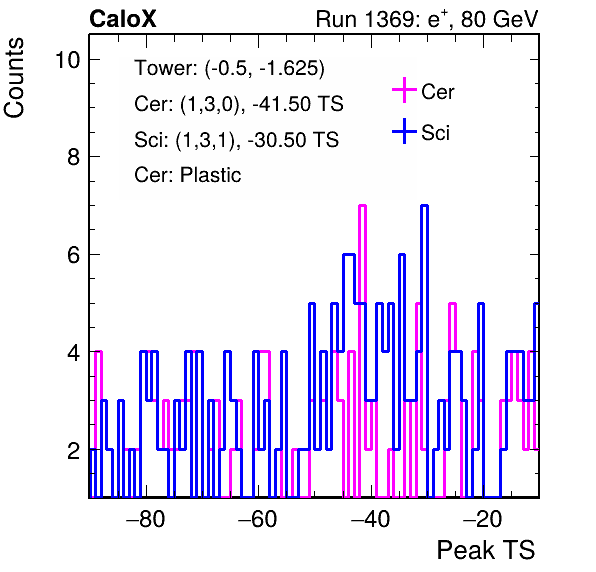 CaloX Run 1369: e⁺, 80 GeV
Counts
Tower: (-0.5, -1.625)
Cer: (1,3,0), -41.50 TS
Sci: (1,3,1), -30.50 TS
Cer: Plastic
Cer
Sci
10
8
6
4
2
−80 −60 −40 −20
Peak TS